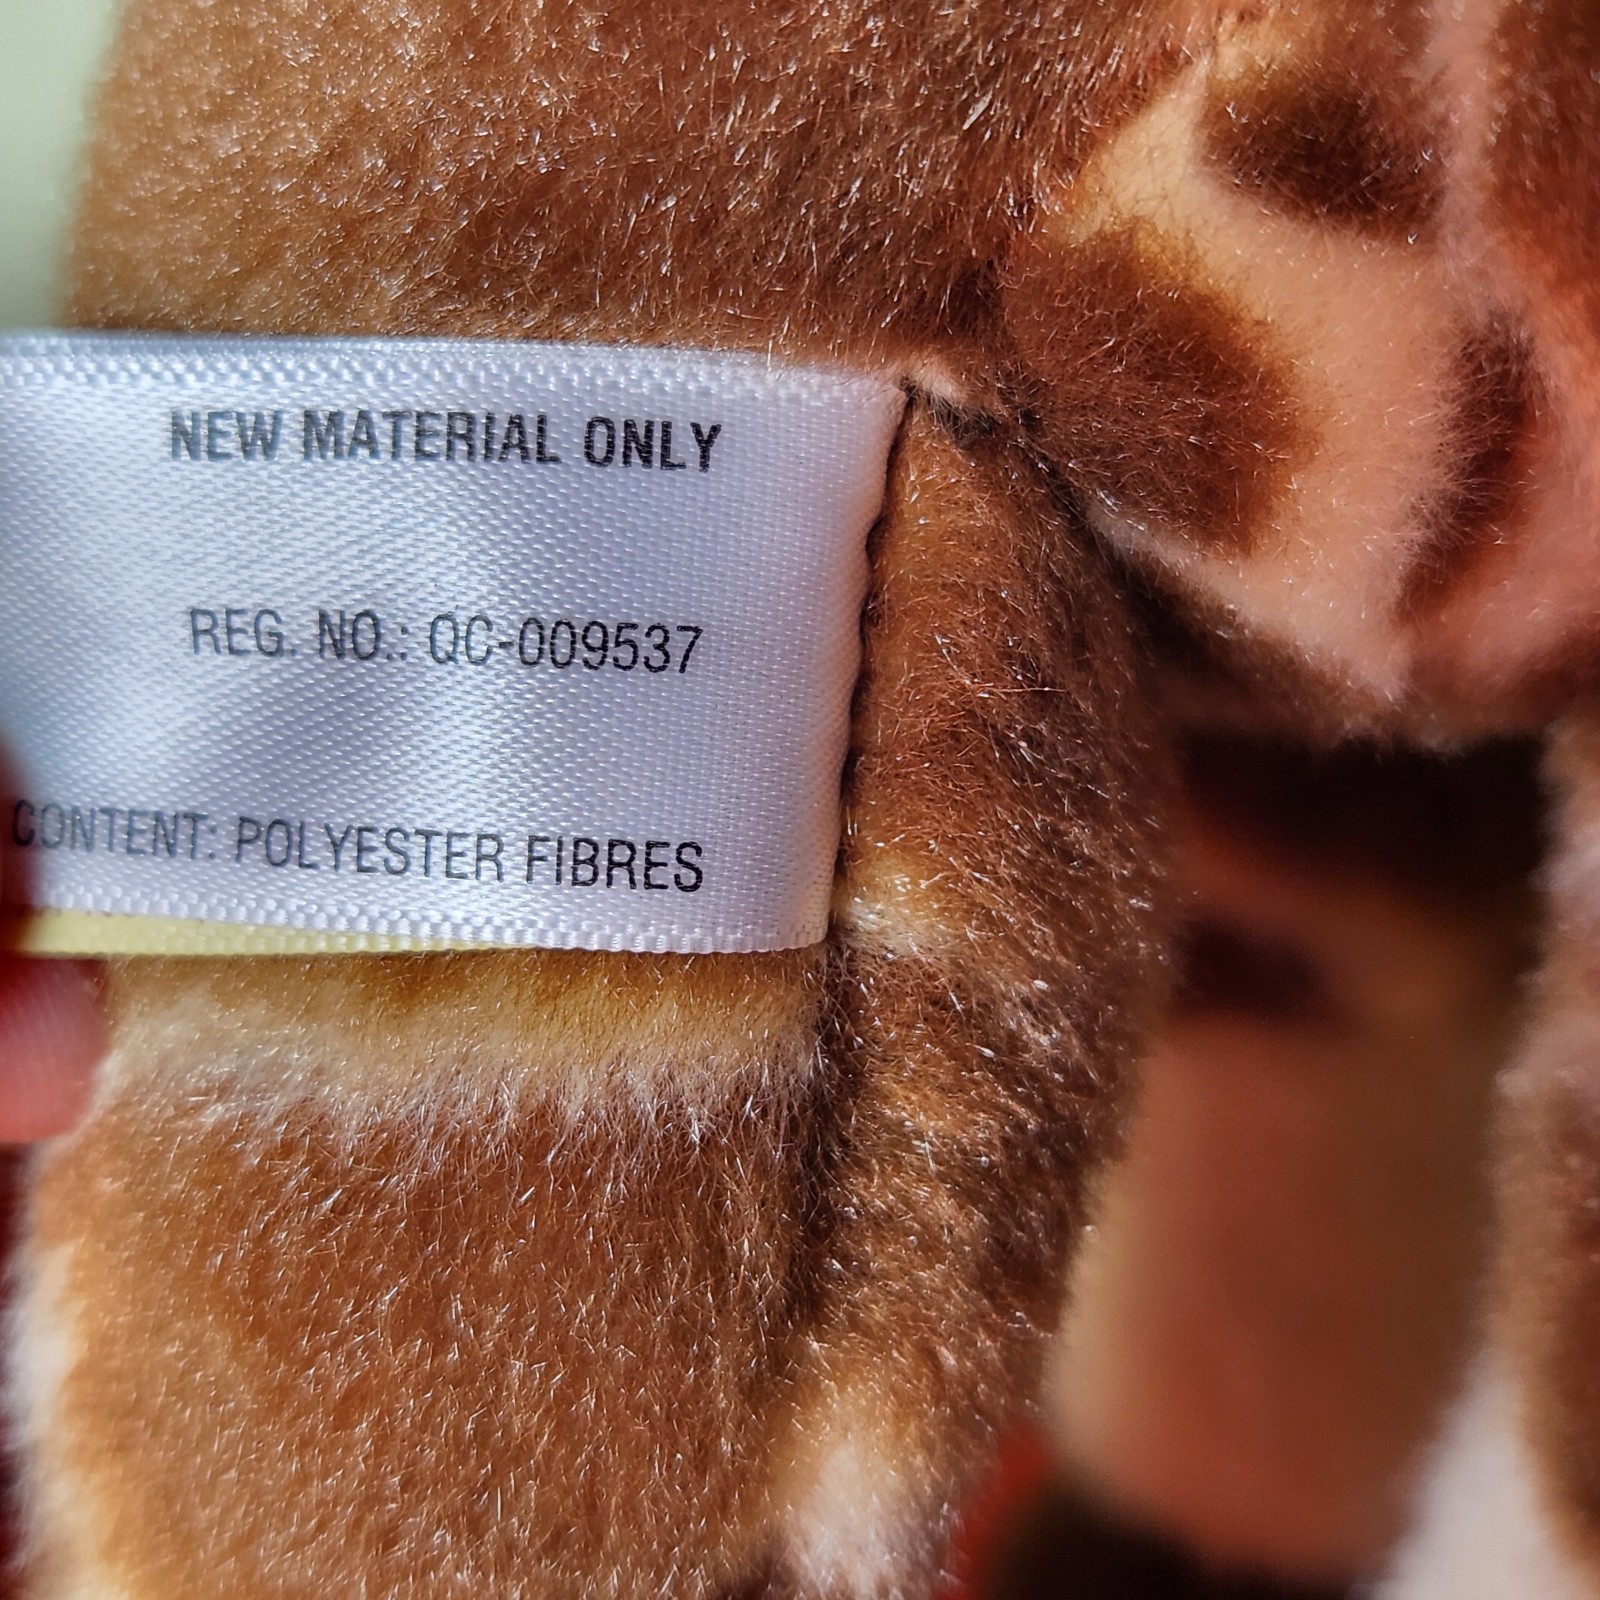 NEW MATERIAL ONLY
REG. NO.: QC-009537
CONTENT: POLYESTER FIBRES